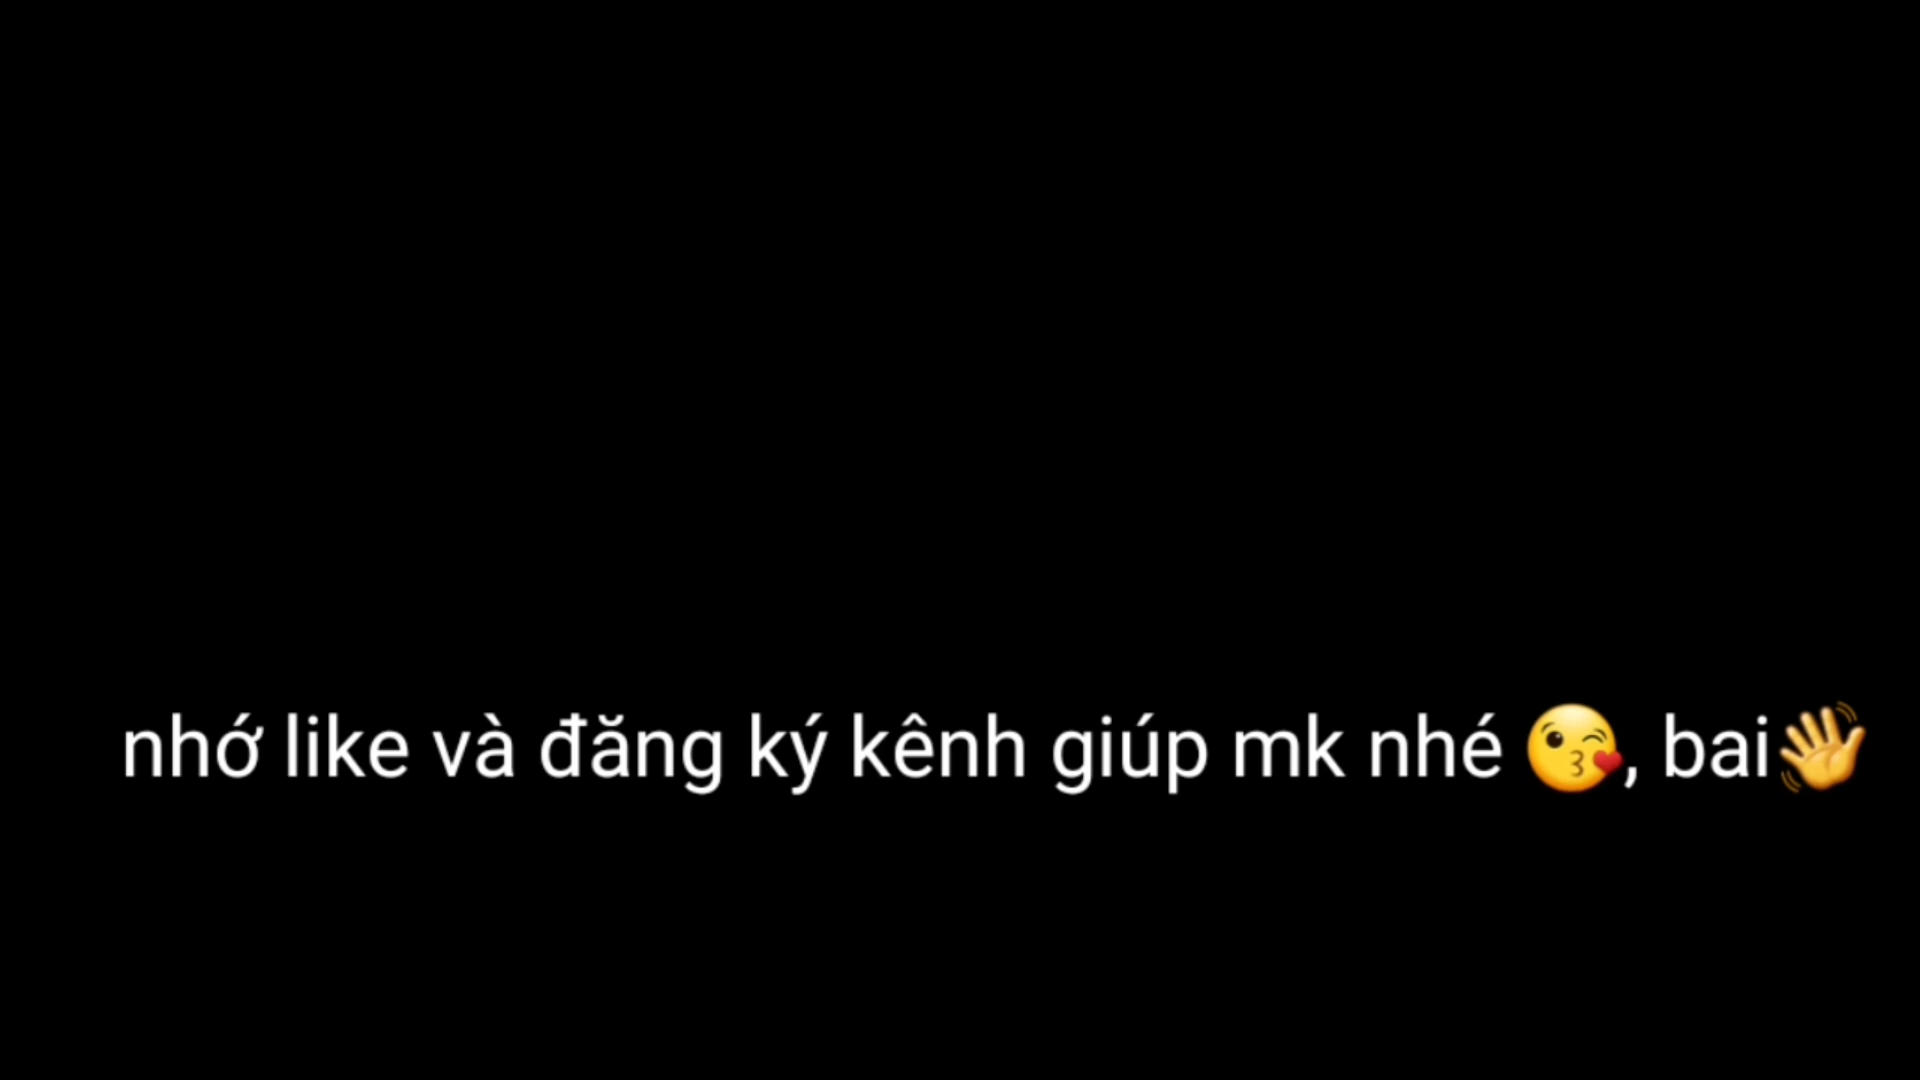 nhớ like và đăng ký kênh giúp mk nhé 😘, bai👋